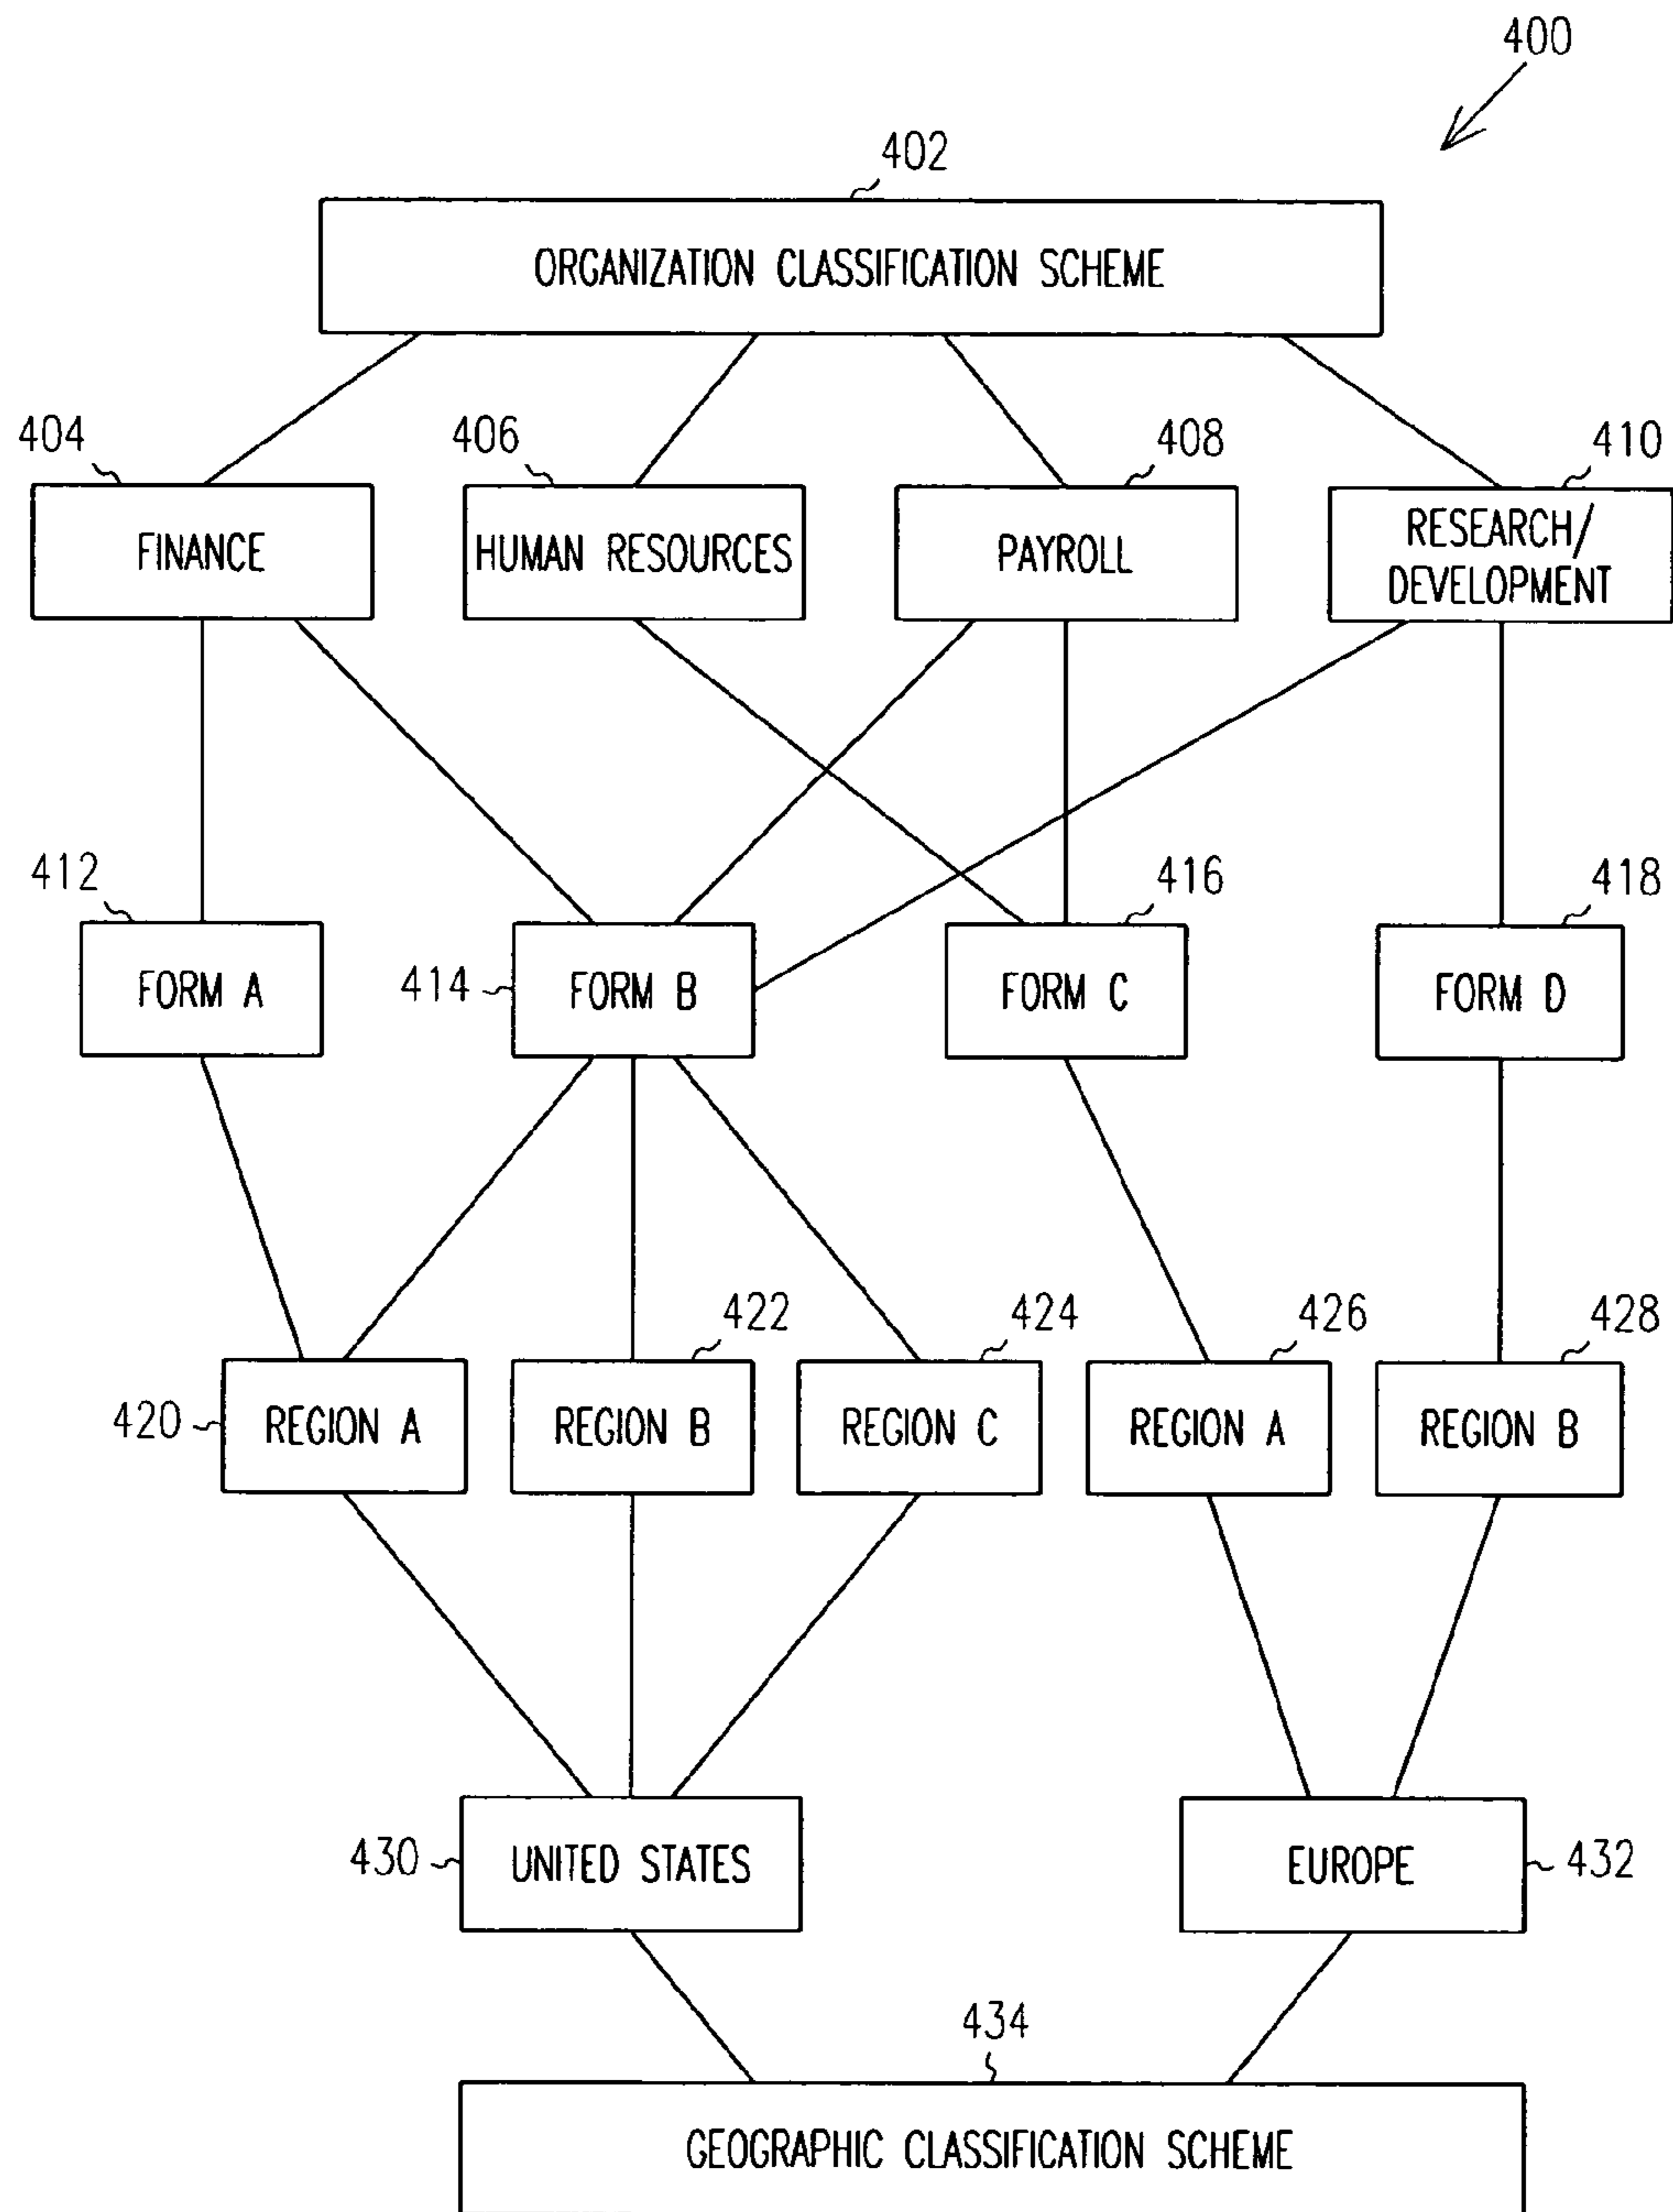 400
402
ORGANIZATION CLASSIFICATION SCHEME
404
406
408
410
FINANCE
HUMAN RESOURCES
PAYROLL
RESEARCH/
DEVELOPMENT
412
414
416
418
FORM A
FORM B
FORM C
FORM D
420
422
424
426
428
REGION A
REGION B
REGION C
REGION A
REGION B
430
UNITED STATES
EUROPE
432
434
GEOGRAPHIC CLASSIFICATION SCHEME